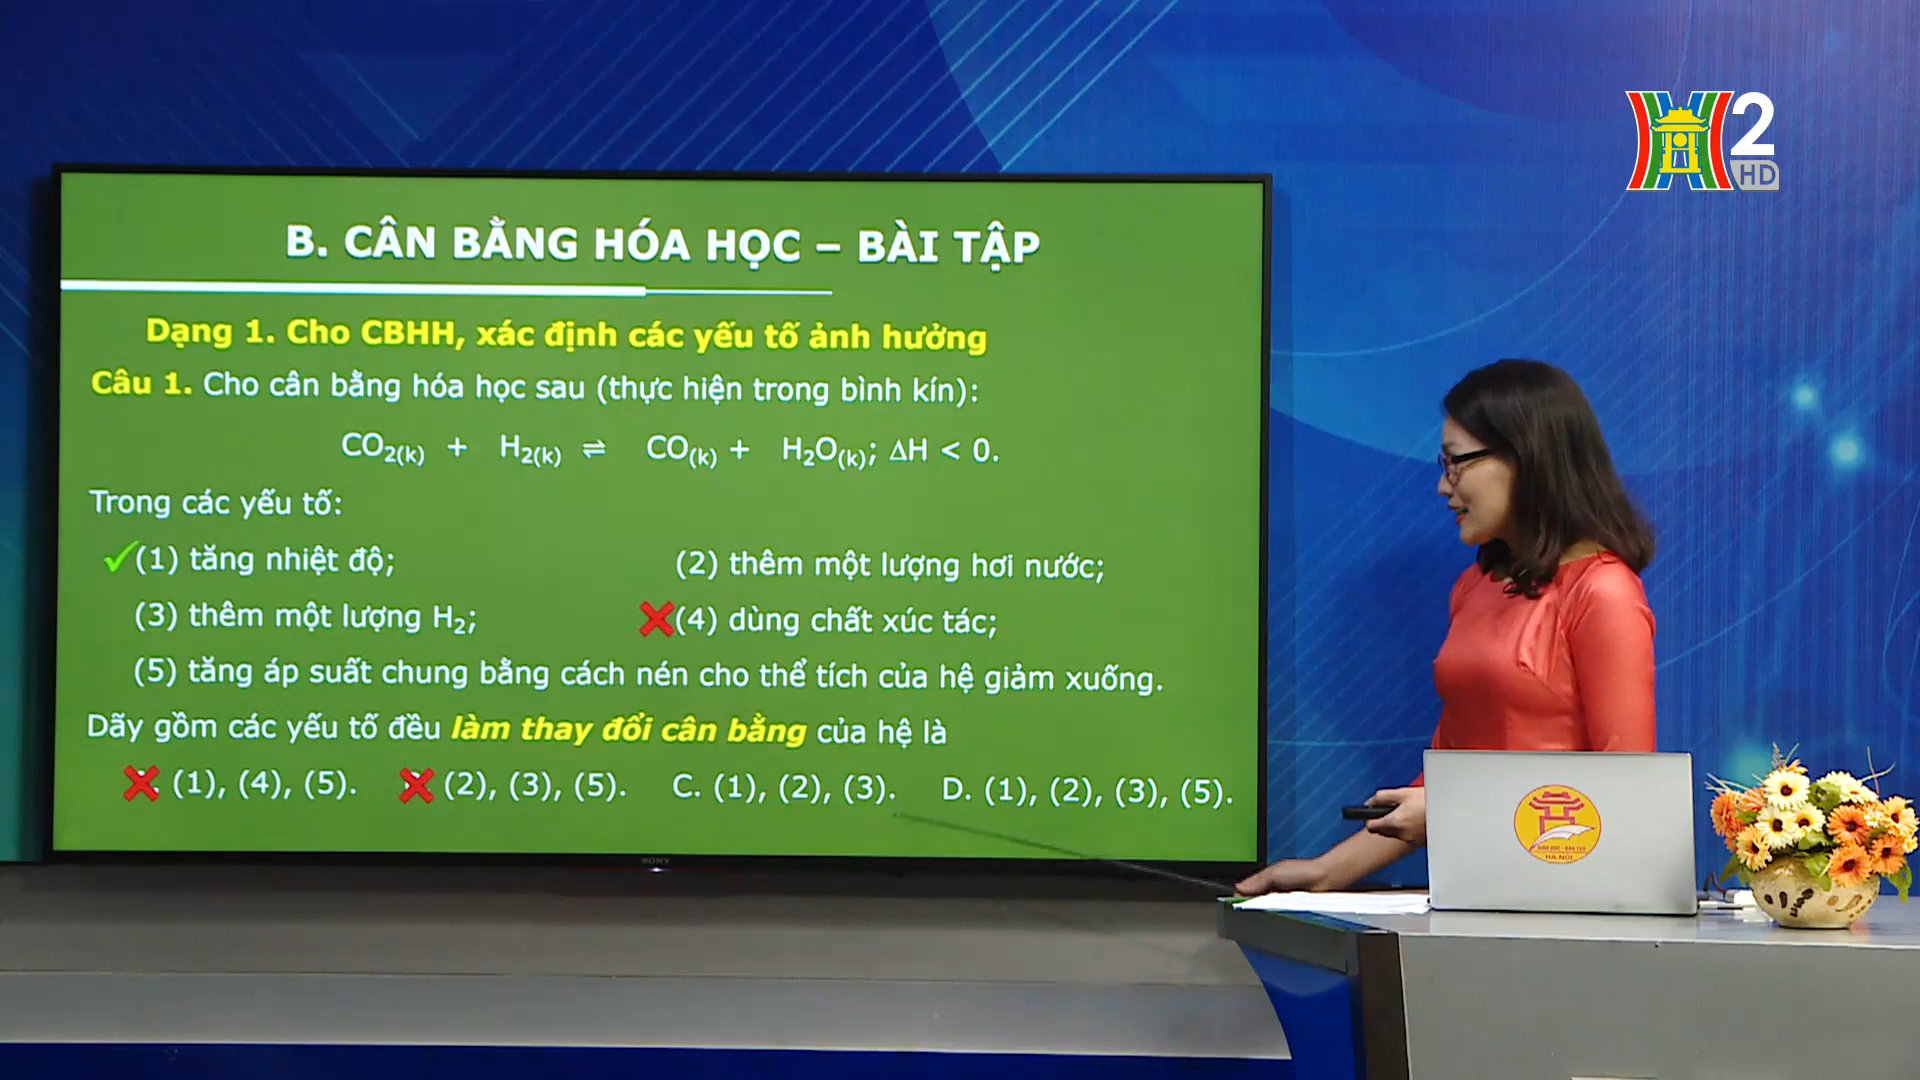 2
HD
B. CÂN BẰNG HÓA HỌC – BÀI TẬP
Dạng 1. Cho CBHH, xác định các yếu tố ảnh hưởng
Câu 1. Cho cân bằng hóa học sau (thực hiện trong bình kín):
CO₂(k) + H₂(k) ⇌ CO(k) + H₂O(k); ΔH < 0.
Trong các yếu tố:
(1) tăng nhiệt độ; (2) thêm một lượng hơi nước;
(3) thêm một lượng H₂; (4) dùng chất xúc tác;
(5) tăng áp suất chung bằng cách nén cho thể tích của hệ giảm xuống.
Dãy gồm các yếu tố đều làm thay đổi cân bằng của hệ là
(1), (4), (5). (2), (3), (5). C. (1), (2), (3). D. (1), (2), (3), (5).
SONY
HÀ NỘI